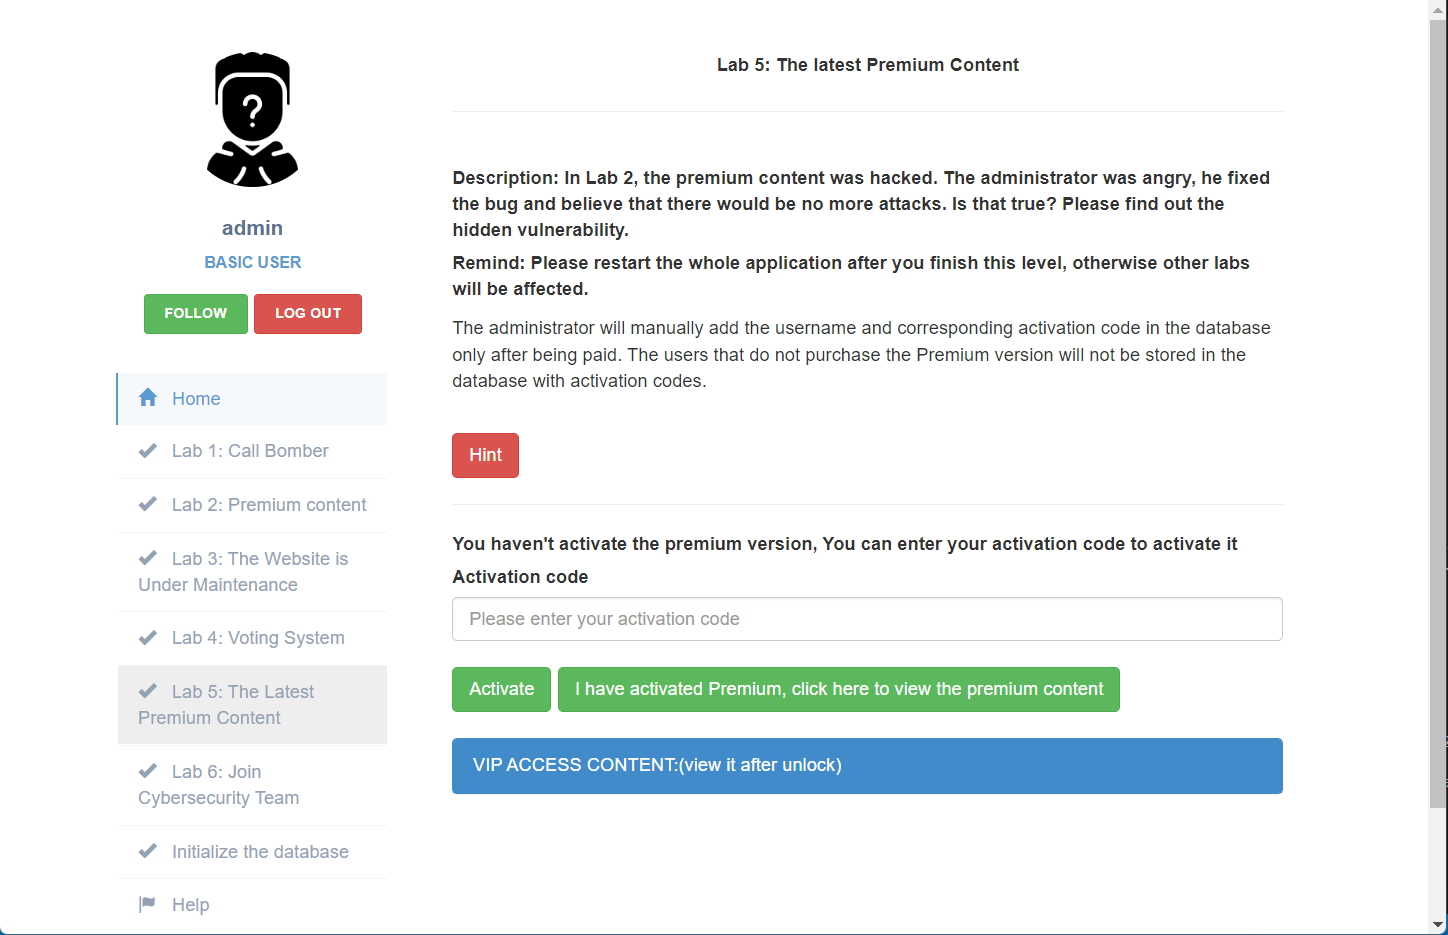 ?
admin
BASIC USER
FOLLOW
LOG OUT
Home
Lab 1: Call Bomber
Lab 2: Premium content
Lab 3: The Website is
Under Maintenance
Lab 4: Voting System
Lab 5: The Latest
Premium Content
Lab 6: Join
Cybersecurity Team
Initialize the database
Help
Lab 5: The latest Premium Content
Description: In Lab 2, the premium content was hacked. The administrator was angry, he fixed
the bug and believe that there would be no more attacks. Is that true? Please find out the
hidden vulnerability.
Remind: Please restart the whole application after you finish this level, otherwise other labs
will be affected.
The administrator will manually add the username and corresponding activation code in the database
only after being paid. The users that do not purchase the Premium version will not be stored in the
database with activation codes.
Hint
You haven't activate the premium version, You can enter your activation code to activate it
Activation code
Please enter your activation code
Activate
I have activated Premium, click here to view the premium content
VIP ACCESS CONTENT:(view it after unlock)